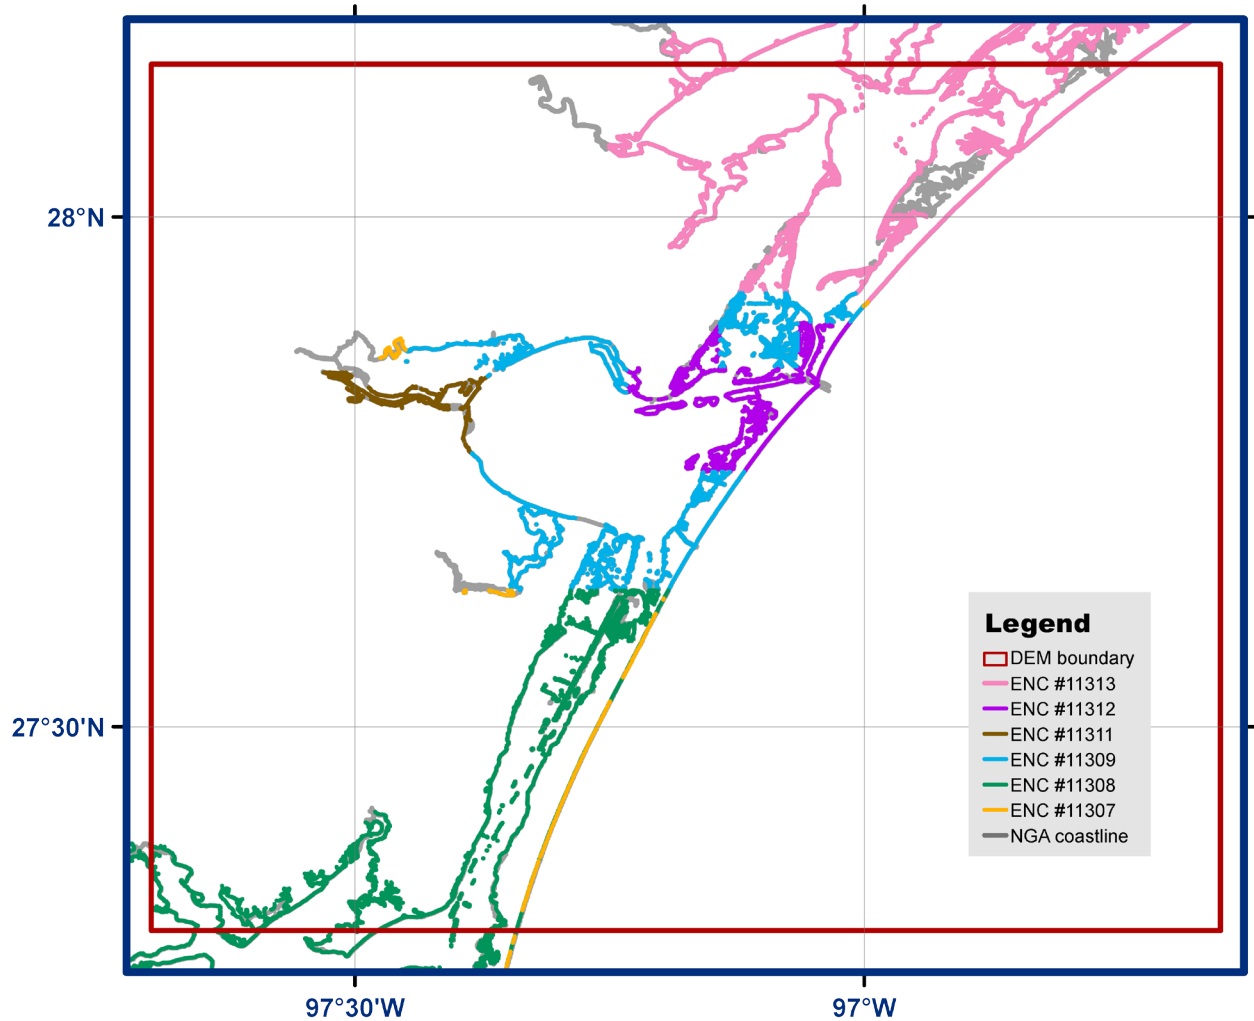 28°N
27°30'N
Legend
DEM boundary
ENC #11313
ENC #11312
ENC #11311
ENC #11309
ENC #11308
ENC #11307
NGA coastline
97°30'W
97°W